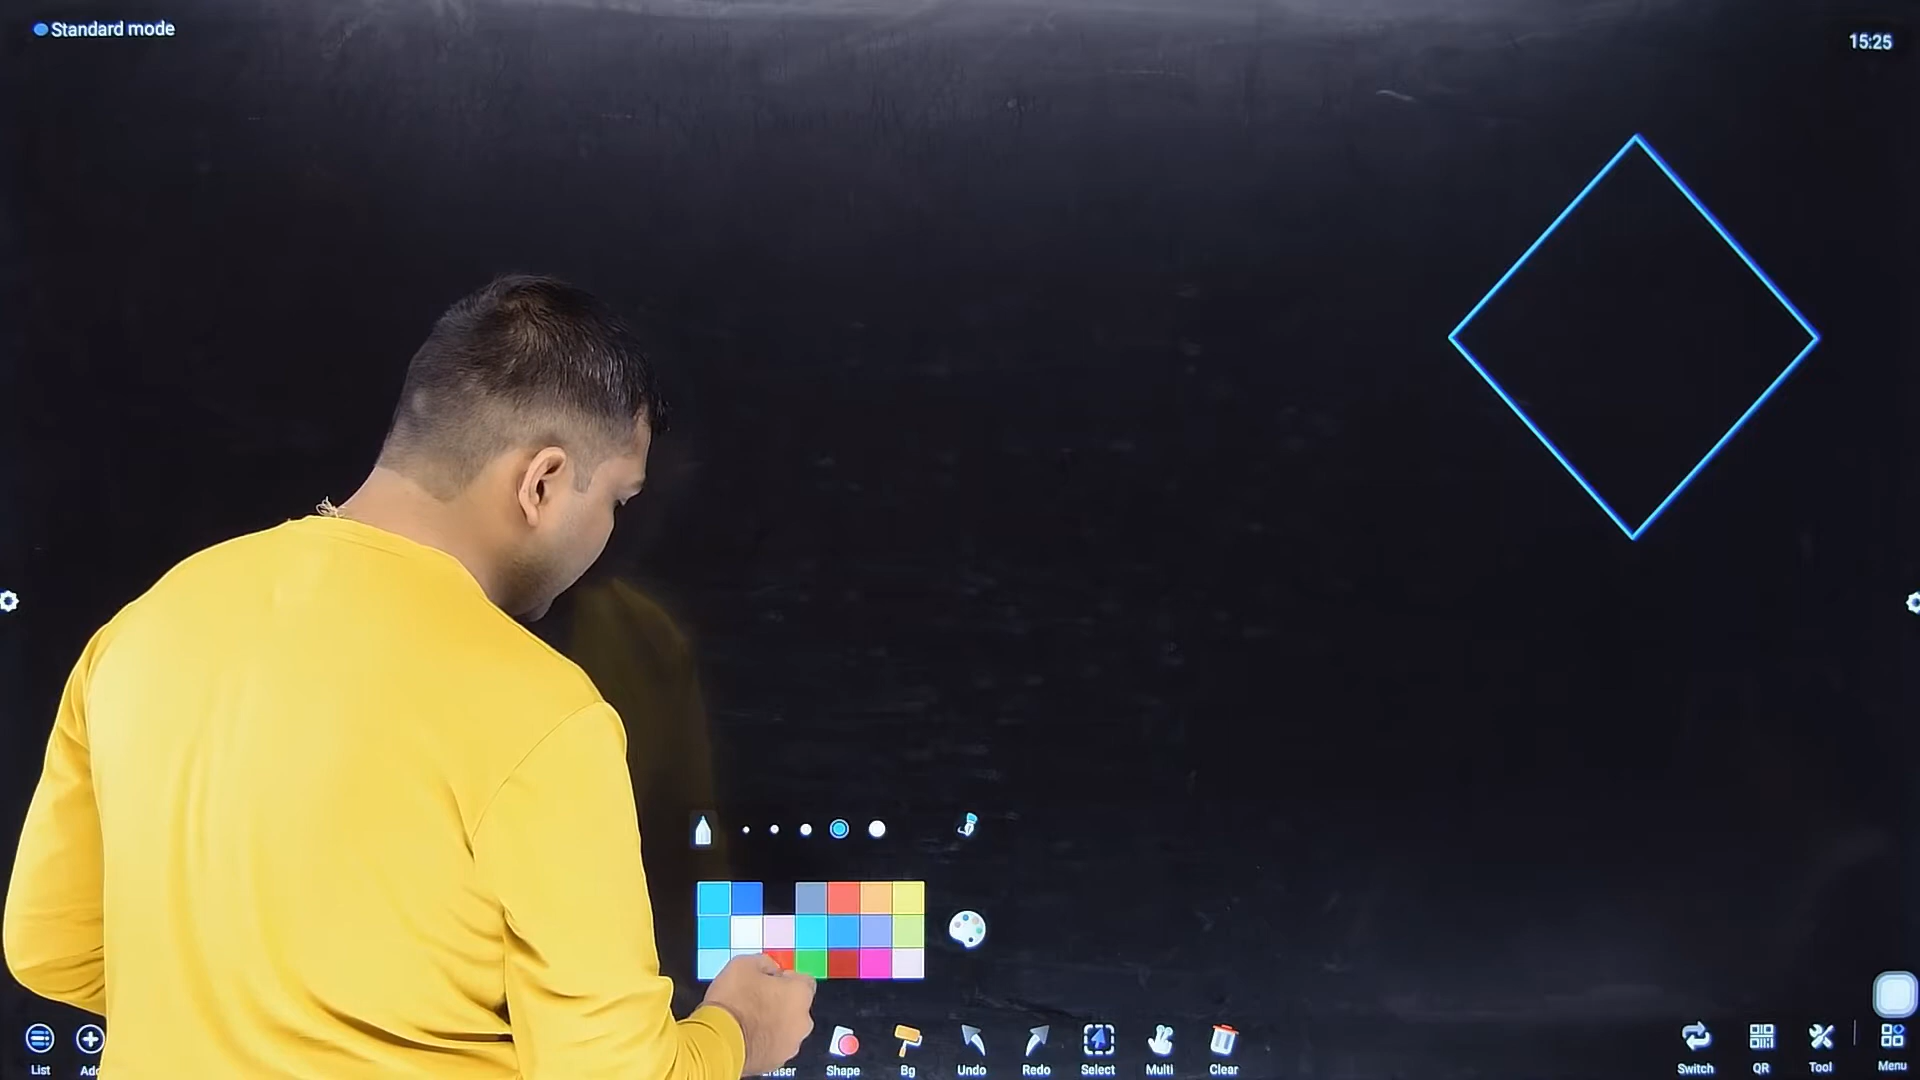 Standard mode
15:25
List
Shape
Bg
Undo
Redo
Select
Multi
Clear
Switch
QR
Tool
Menu